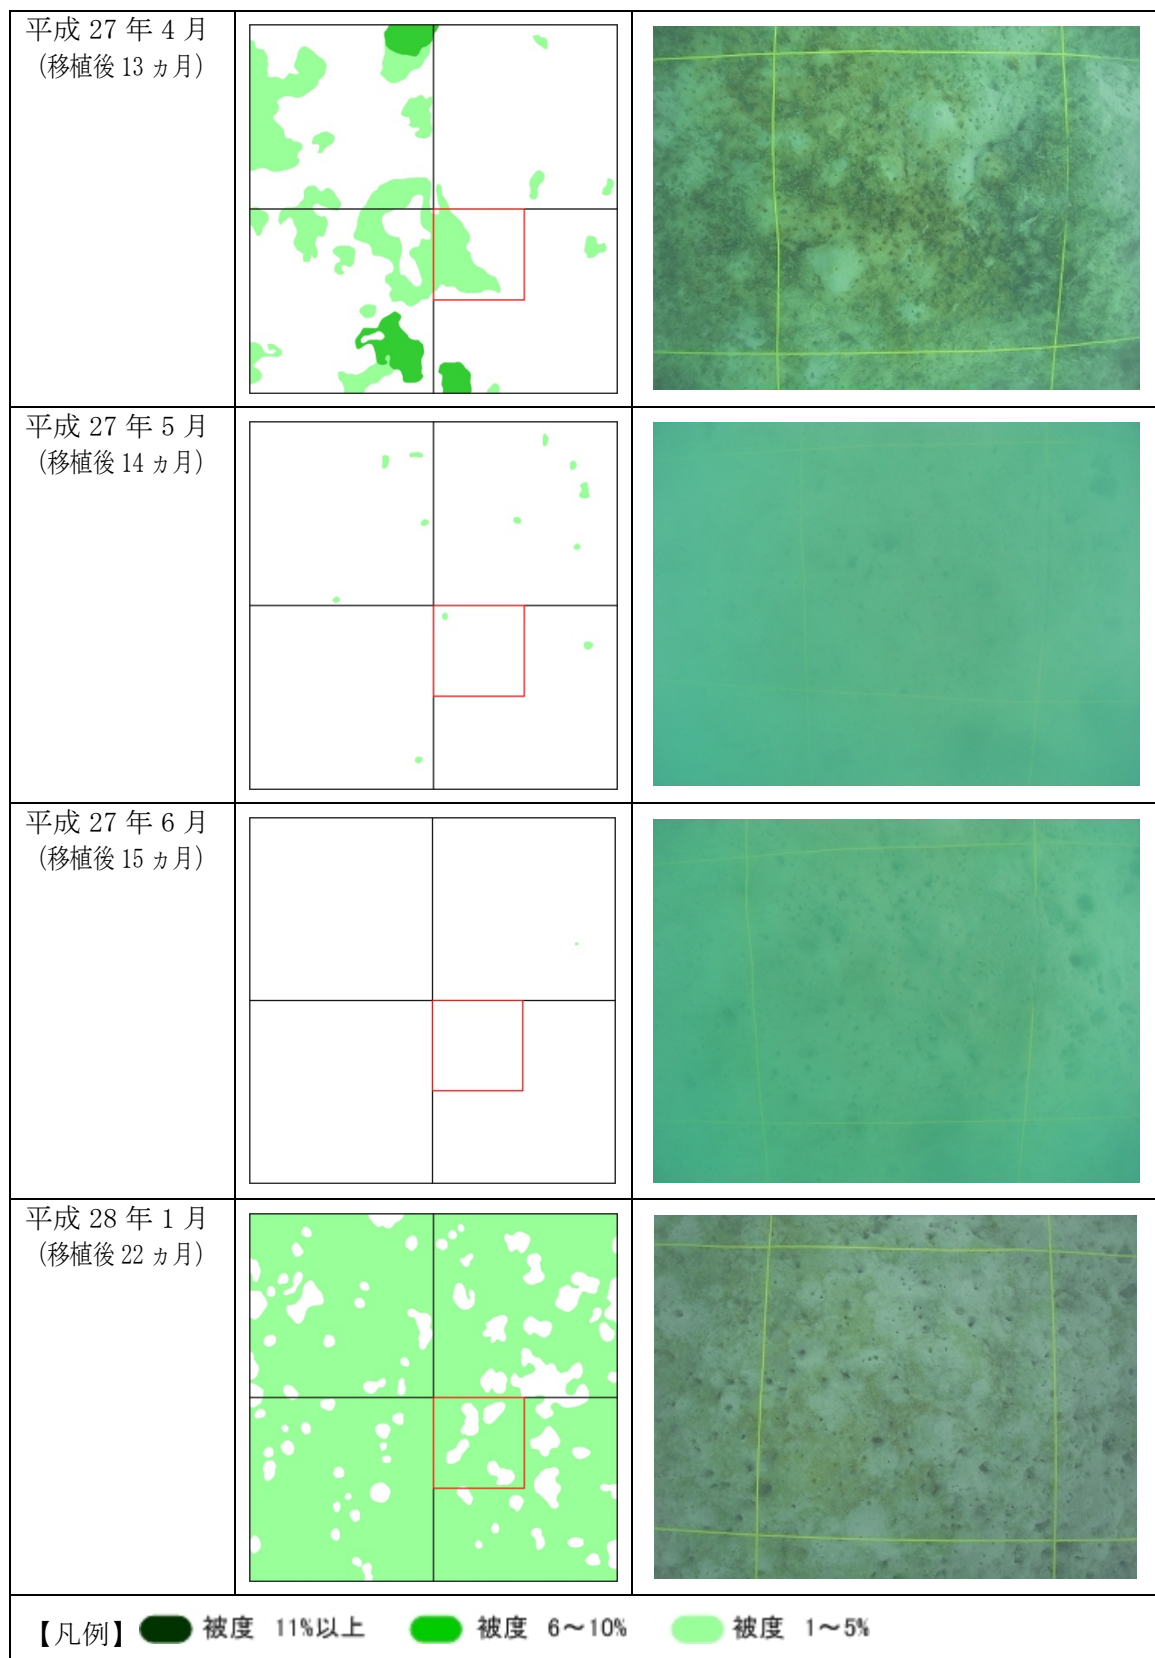 平成 27 年 4 月
（移植後 13 ヵ月）
平成 27 年 5 月
（移植後 14 ヵ月）
平成 27 年 6 月
（移植後 15 ヵ月）
平成 28 年 1 月
（移植後 22 ヵ月）
【凡例】 被度 11%以上 被度 6～10% 被度 1～5%